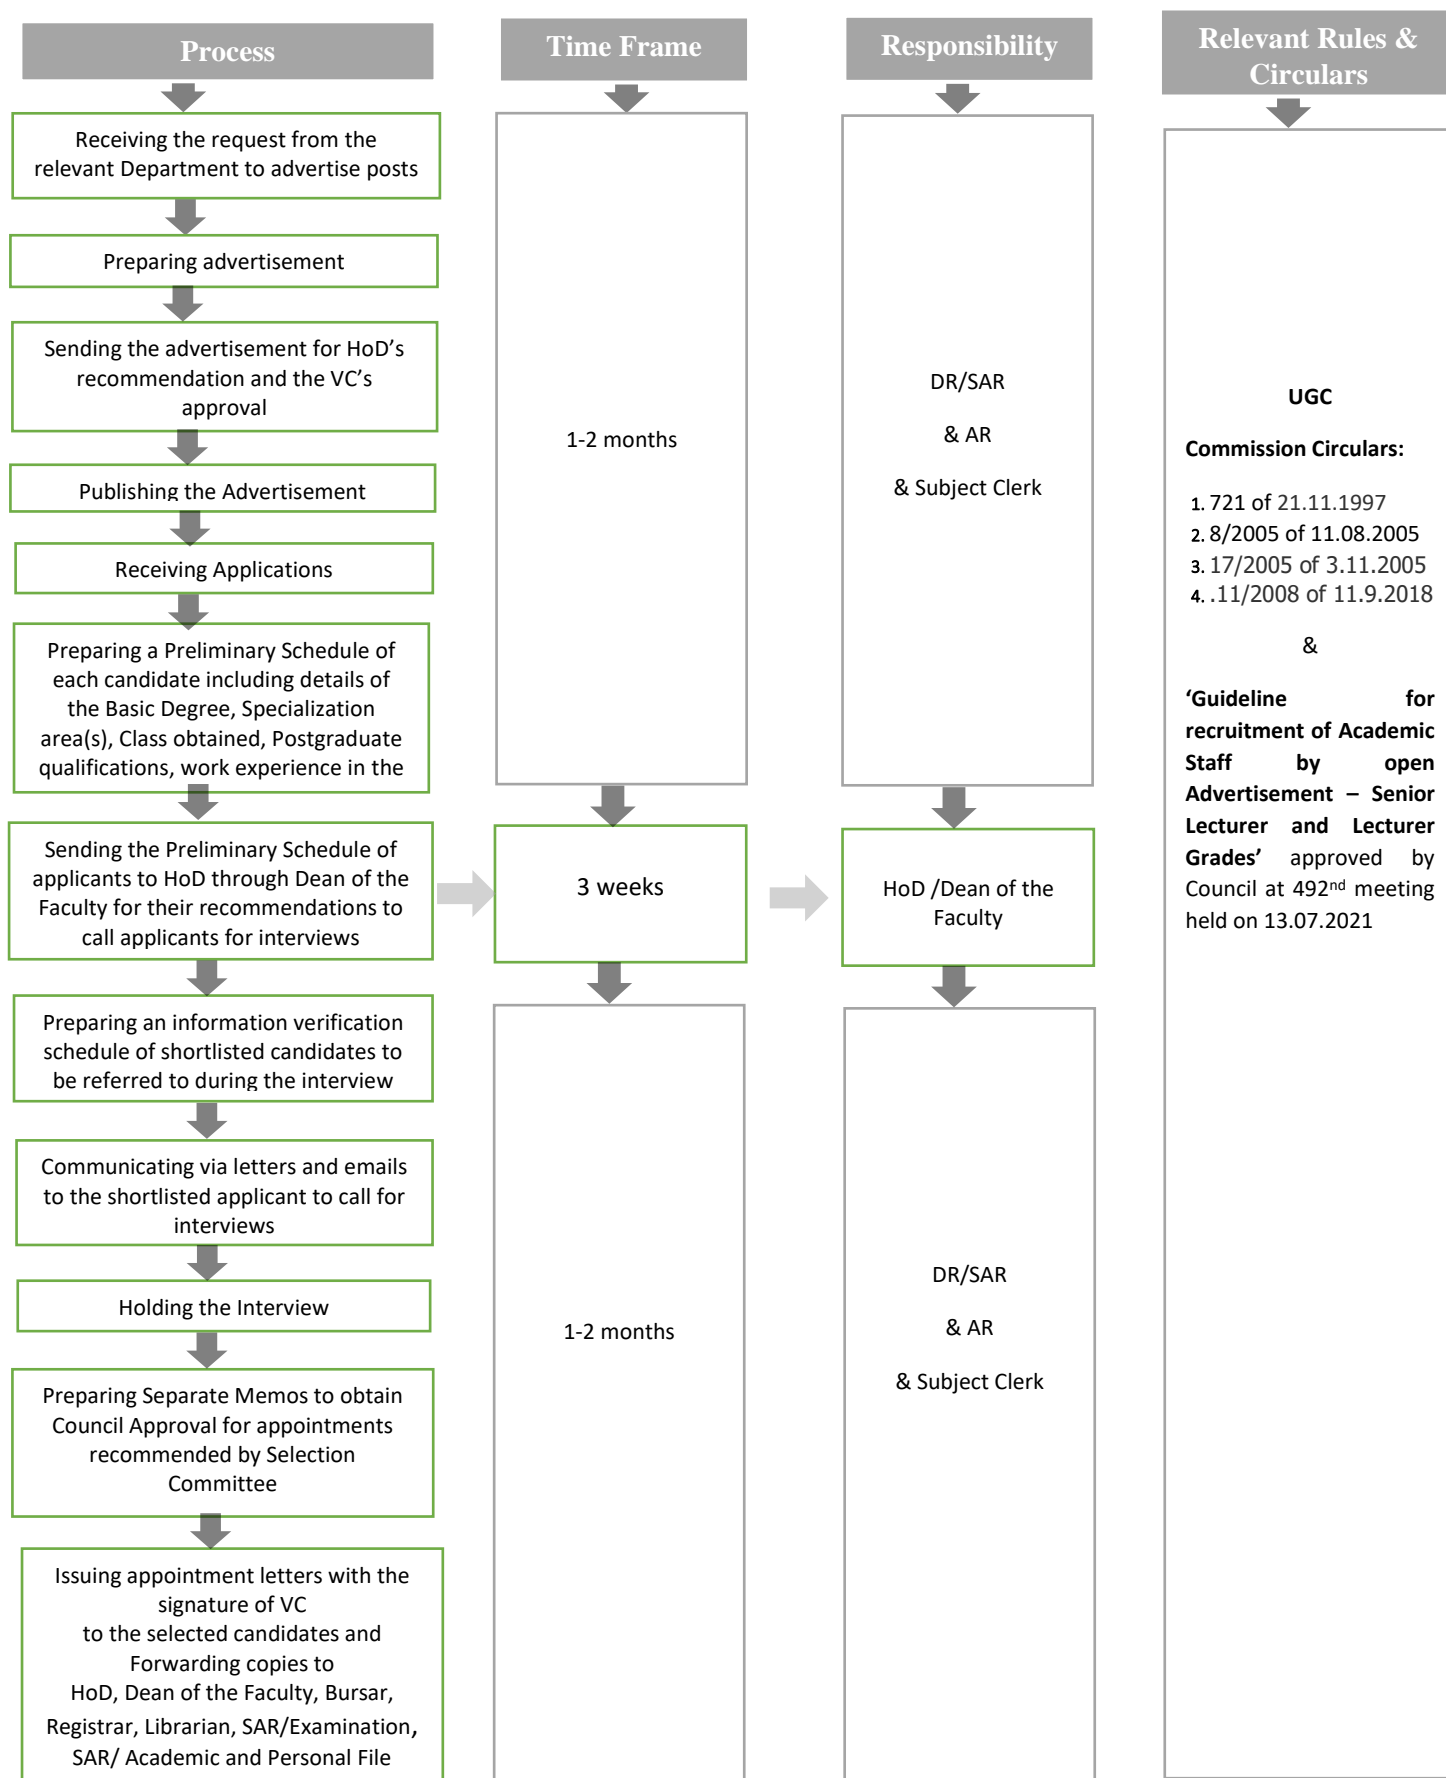 Process
Receiving the request from the
relevant Department to advertise posts
Preparing advertisement
Sending the advertisement for HoD’s
recommendation and the VC’s
approval
Publishing the Advertisement
Receiving Applications
Preparing a Preliminary Schedule of
each candidate including details of
the Basic Degree, Specialization
area(s), Class obtained, Postgraduate
qualifications, work experience in the
Sending the Preliminary Schedule of
applicants to HoD through Dean of the
Faculty for their recommendations to
call applicants for interviews
Preparing an information verification
schedule of shortlisted candidates to
be referred to during the interview
Communicating via letters and emails
to the shortlisted applicant to call for
interviews
Holding the Interview
Preparing Separate Memos to obtain
Council Approval for appointments
recommended by Selection
Committee
Issuing appointment letters with the
signature of VC
to the selected candidates and
Forwarding copies to
HoD, Dean of the Faculty, Bursar,
Registrar, Librarian, SAR/Examination,
SAR/ Academic and Personal File
Time Frame
1-2 months
3 weeks
1-2 months
Responsibility
DR/SAR
& AR
& Subject Clerk
HoD /Dean of the
Faculty
DR/SAR
& AR
& Subject Clerk
Relevant Rules &
Circulars
UGC
Commission Circulars:
1. 721 of 21.11.1997
2. 8/2005 of 11.08.2005
3. 17/2005 of 3.11.2005
4. .11/2008 of 11.9.2018
&
‘Guideline for
recruitment of Academic
Staff by open
Advertisement – Senior
Lecturer and Lecturer
Grades’ approved by
Council at 492nd meeting
held on 13.07.2021